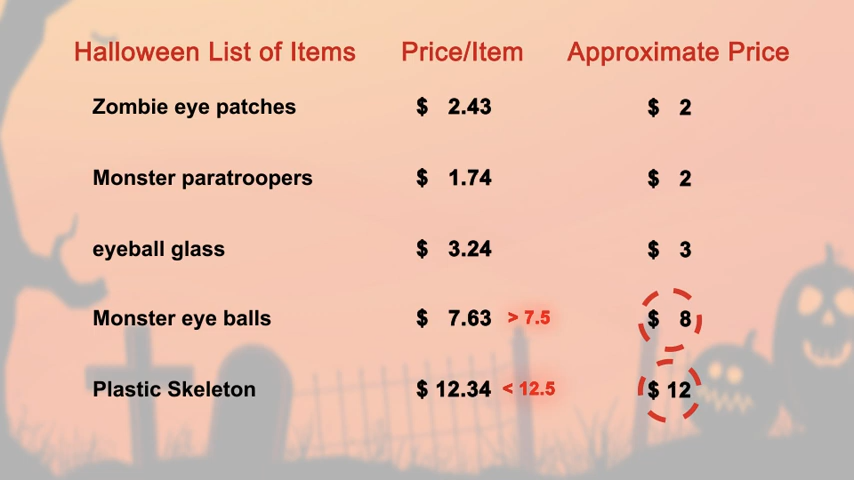 Halloween List of Items Price/Item Approximate Price
Zombie eye patches $ 2.43 $ 2
Monster paratroopers $ 1.74 $ 2
eyeball glass $ 3.24 $ 3
Monster eye balls $ 7.63 > 7.5 $ 8
Plastic Skeleton $ 12.34 < 12.5 $ 12